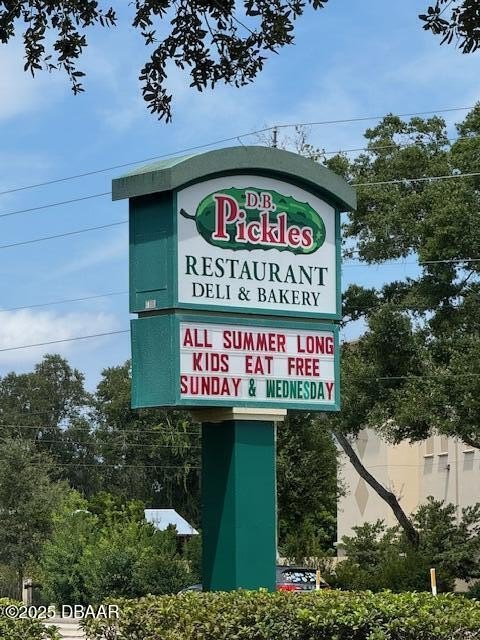 D.B.
Pickles
RESTAURANT
DELI & BAKERY
ALL SUMMER LONG
KIDS EAT FREE
SUNDAY & WEDNESDAY
©2025 DBAAR